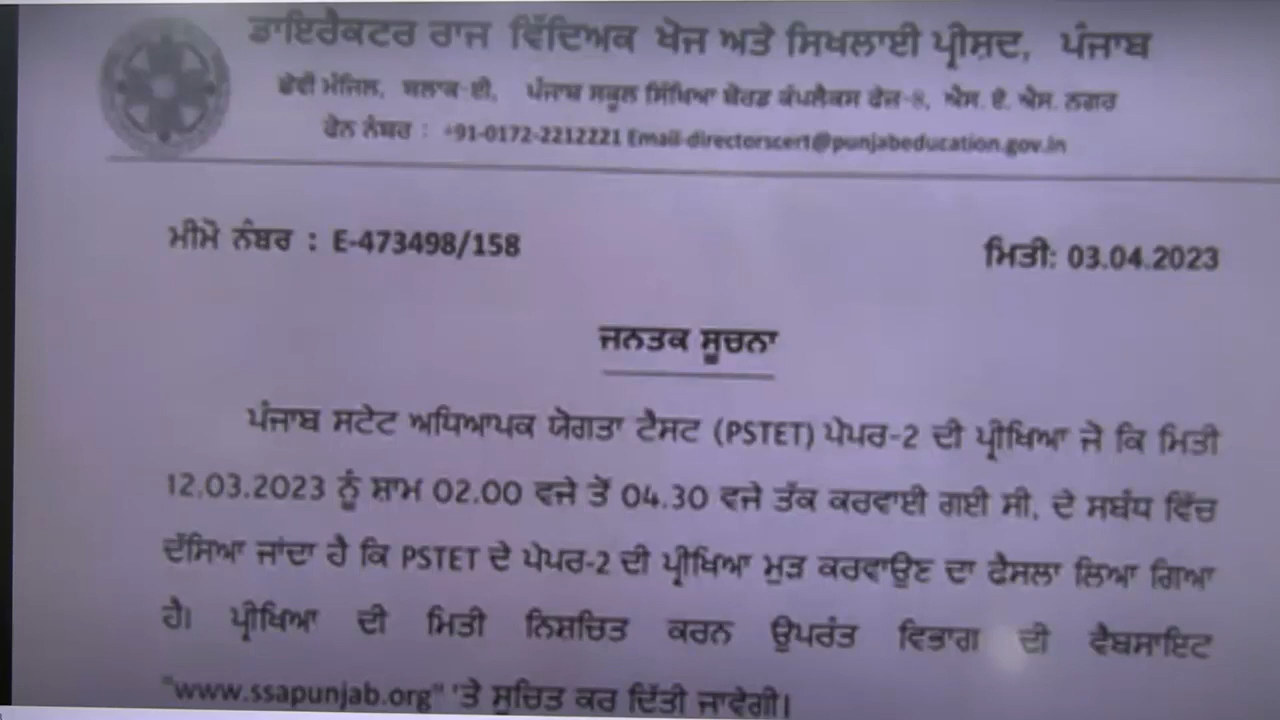 ਡਾਇਰੈਕਟਰ ਰਾਜ ਵਿੱਦਿਅਕ ਖੋਜ ਅਤੇ ਸਿਖਲਾਈ ਪ੍ਰੀਸ਼ਦ, ਪੰਜਾਬ
ਛੇਵੀ ਮੰਜਿਲ, ਬਲਾਕ-ਈ, ਪੰਜਾਬ ਸਕੂਲ ਸਿੱਖਿਆ ਬੋਰਡ ਕੰਪਲੈਕਸ ਫੇਜ਼-8, ਐਸ. ਏ. ਐਸ. ਨਗਰ
ਫੋਨ ਨੰਬਰ : +91-0172-2212221 Email-directorscert@punjabeducation.gov.in
ਮੀਮੋ ਨੰਬਰ : E-473498/158
ਮਿਤੀ: 03.04.2023
ਜਨਤਕ ਸੂਚਨਾ
ਪੰਜਾਬ ਸਟੇਟ ਅਧਿਆਪਕ ਯੋਗਤਾ ਟੈਸਟ (PSTET) ਪੇਪਰ-2 ਦੀ ਪ੍ਰੀਖਿਆ ਜੋ ਕਿ ਮਿਤੀ
12.03.2023 ਨੂੰ ਸ਼ਾਮ 02.00 ਵਜੇ ਤੋਂ 04.30 ਵਜੇ ਤੱਕ ਕਰਵਾਈ ਗਈ ਸੀ, ਦੇ ਸਬੰਧ ਵਿੱਚ
ਦੱਸਿਆ ਜਾਂਦਾ ਹੈ ਕਿ PSTET ਦੇ ਪੇਪਰ-2 ਦੀ ਪ੍ਰੀਖਿਆ ਮੁੜ ਕਰਵਾਉਣ ਦਾ ਫੈਸਲਾ ਲਿਆ ਗਿਆ
ਹੈ। ਪ੍ਰੀਖਿਆ ਦੀ ਮਿਤੀ ਨਿਸ਼ਚਿਤ ਕਰਨ ਉਪਰੰਤ ਵਿਭਾਗ ਦੀ ਵੈਬਸਾਇਟ
"www.ssapunjab.org" 'ਤੇ ਸੂਚਿਤ ਕਰ ਦਿੱਤੀ ਜਾਵੇਗੀ।